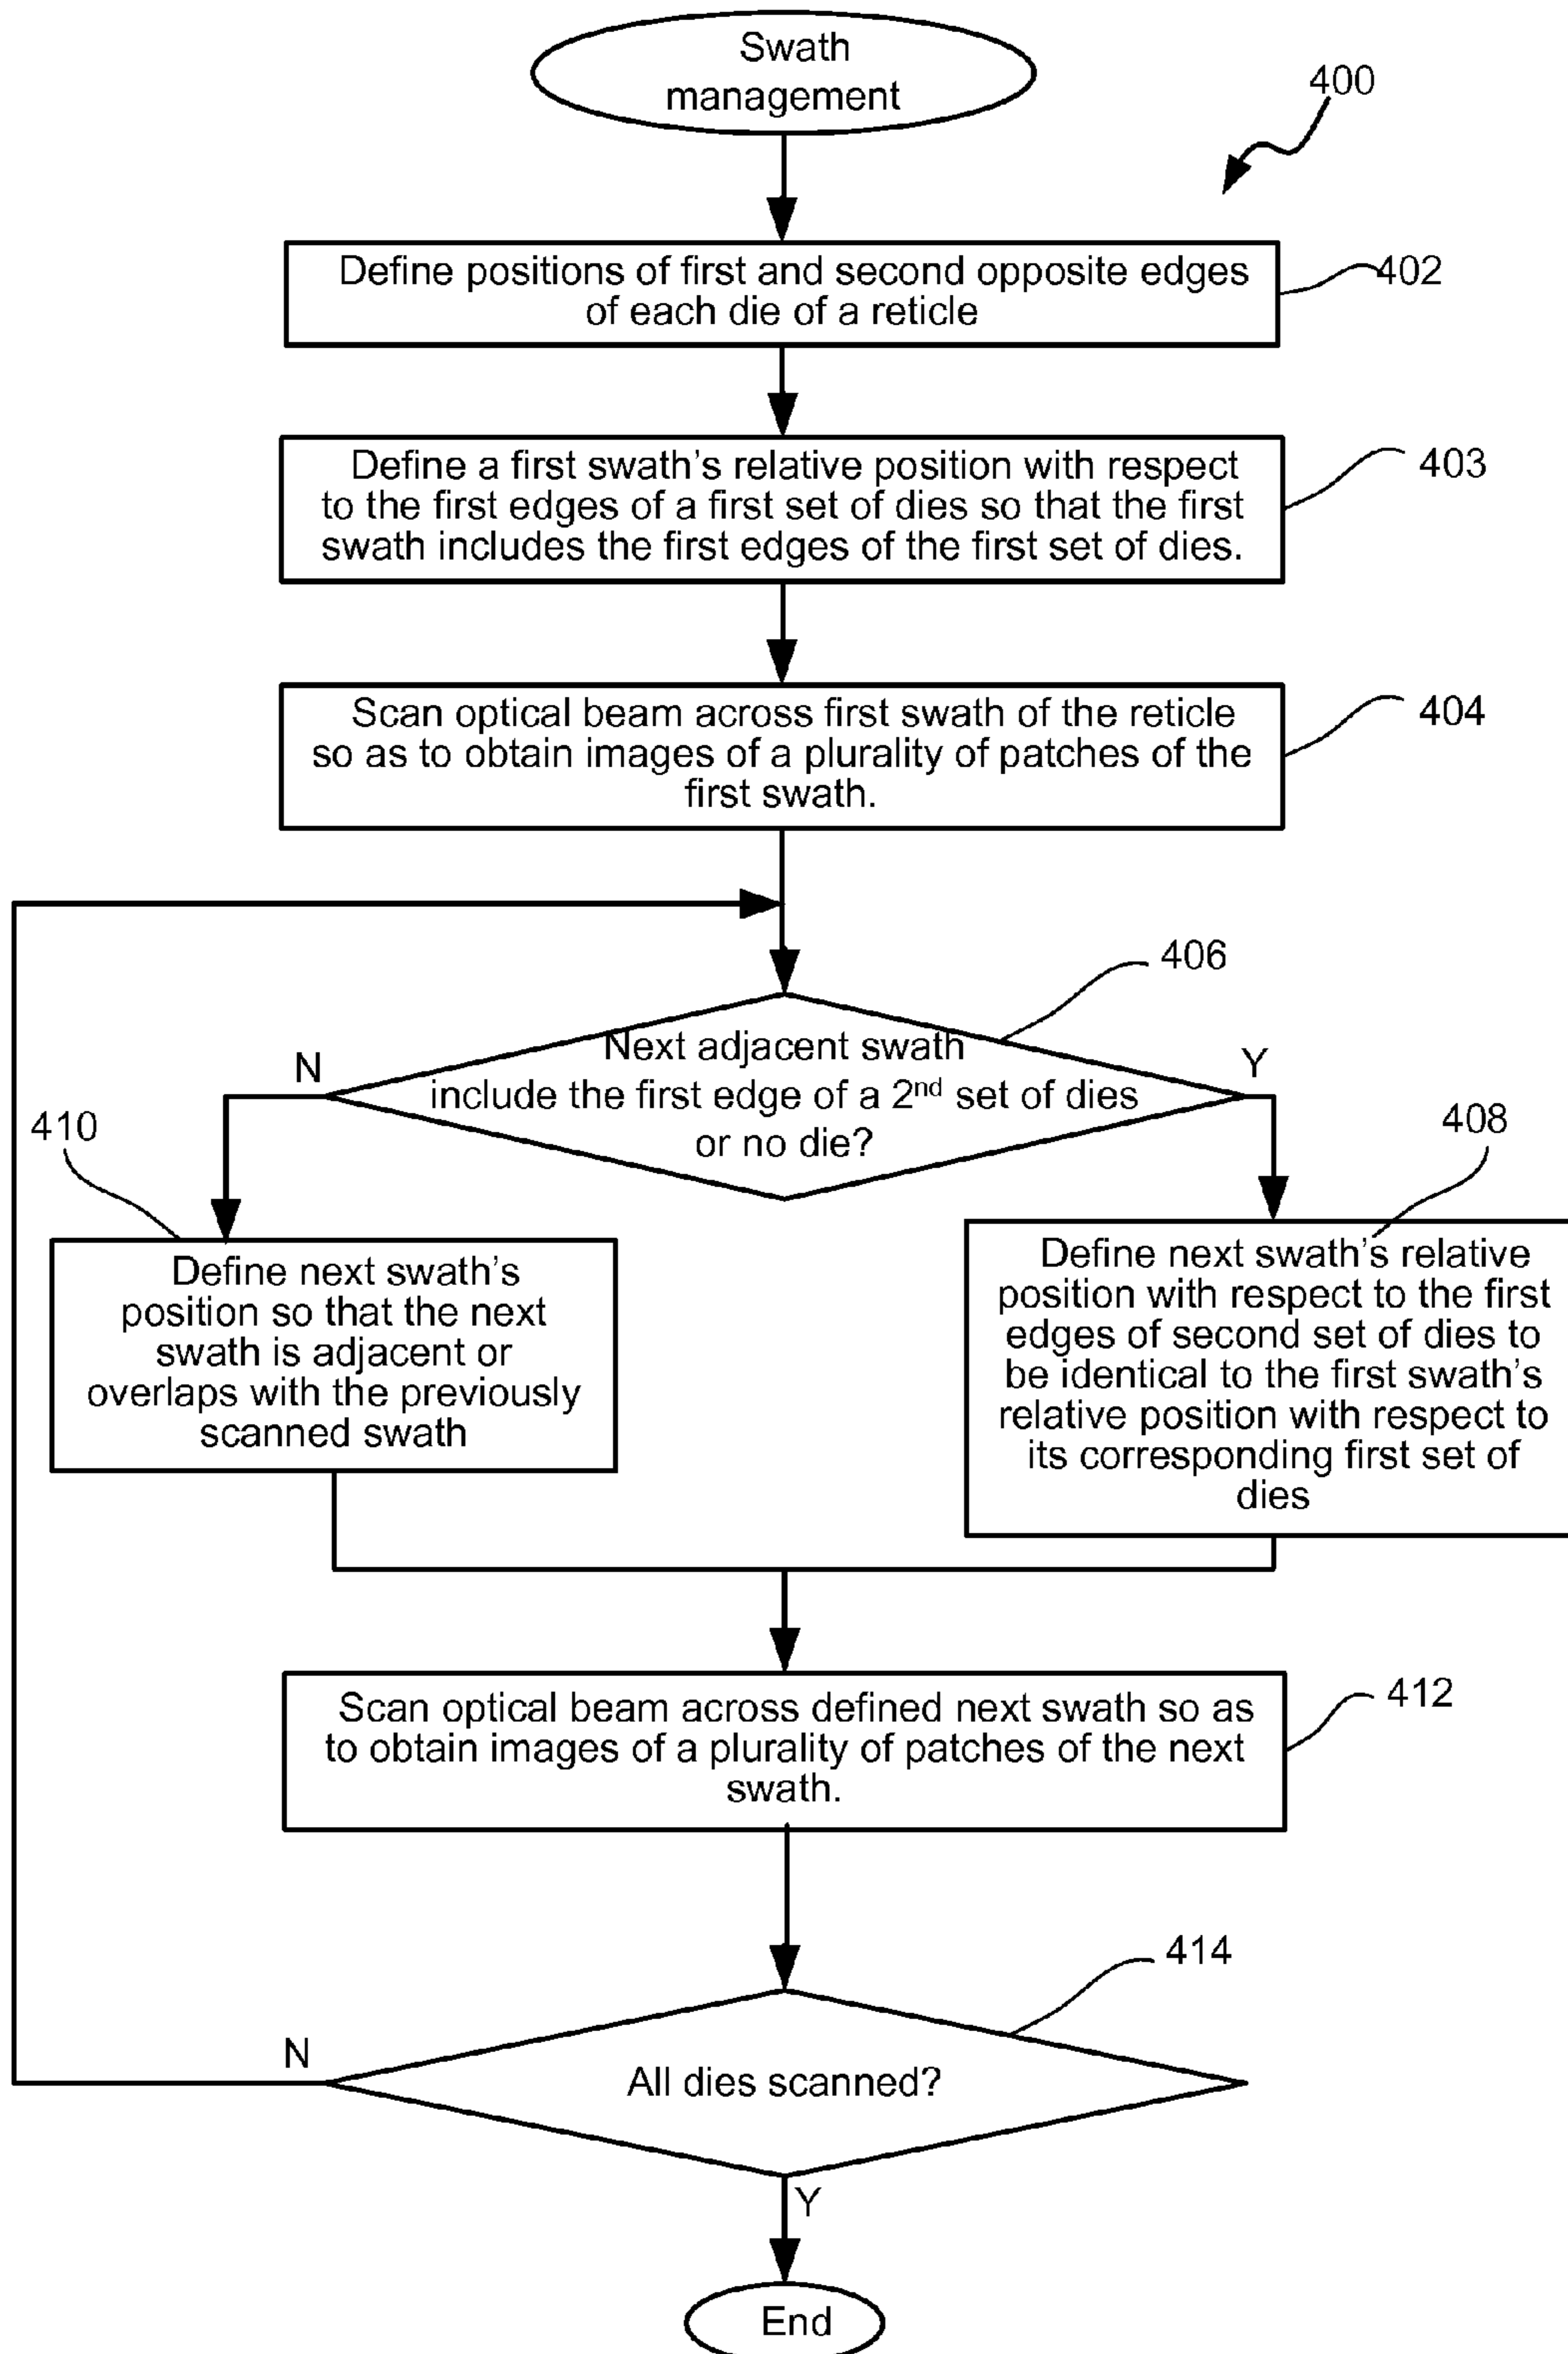 Swath
management
400
Define positions of first and second opposite edges
of each die of a reticle
402
Define a first swath’s relative position with respect
to the first edges of a first set of dies so that the first
swath includes the first edges of the first set of dies.
403
Scan optical beam across first swath of the reticle
so as to obtain images of a plurality of patches of the
first swath.
404
406
Next adjacent swath
include the first edge of a 2nd set of dies
or no die?
N
Y
410
408
Define next swath’s
position so that the next
swath is adjacent or
overlaps with the previously
scanned swath
Define next swath’s relative
position with respect to the first
edges of second set of dies to
be identical to the first swath’s
relative position with respect to
its corresponding first set of
dies
Scan optical beam across defined next swath so as
to obtain images of a plurality of patches of the next
swath.
412
414
N
All dies scanned?
Y
End